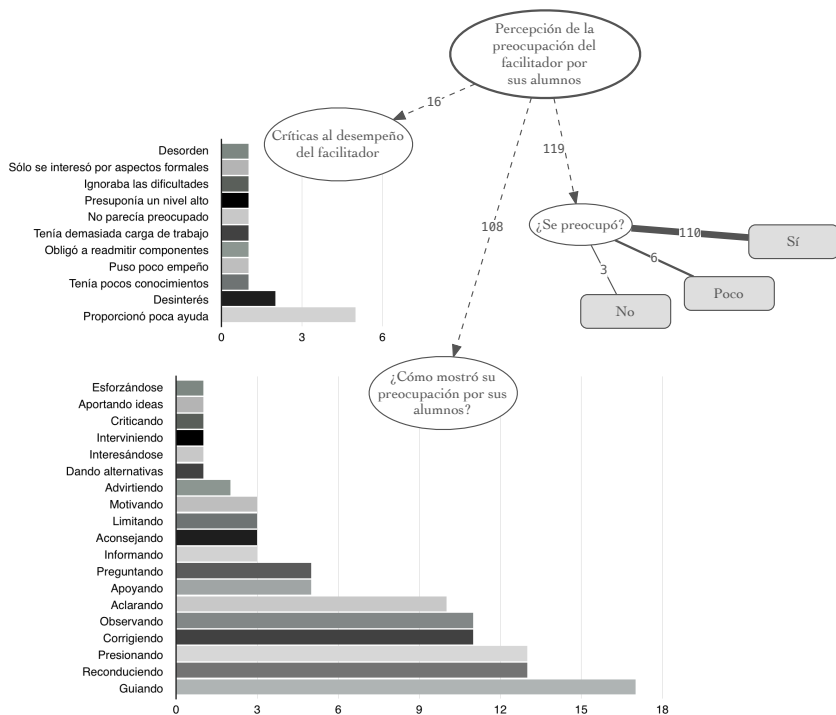 Percepción de la
preocupación del
facilitador por
sus alumnos
16
Críticas al desempeño
del facilitador
119
108
¿Se preocupó?
110
Sí
6
Poco
3
No
Desorden
Sólo se interesó por aspectos formales
Ignoraba las dificultades
Presuponía un nivel alto
No parecía preocupado
Tenía demasiada carga de trabajo
Obligó a readmitir componentes
Puso poco empeño
Tenía pocos conocimientos
Desinterés
Proporcionó poca ayuda
0 3 6
¿Cómo mostró su
preocupación por sus
alumnos?
Esforzándose
Aportando ideas
Criticando
Interviniendo
Interesándose
Dando alternativas
Advirtiendo
Motivando
Limitando
Aconsejando
Informando
Preguntando
Apoyando
Aclarando
Observando
Corrigiendo
Presionando
Reconduciendo
Guiando
0 3 6 9 12 15 18